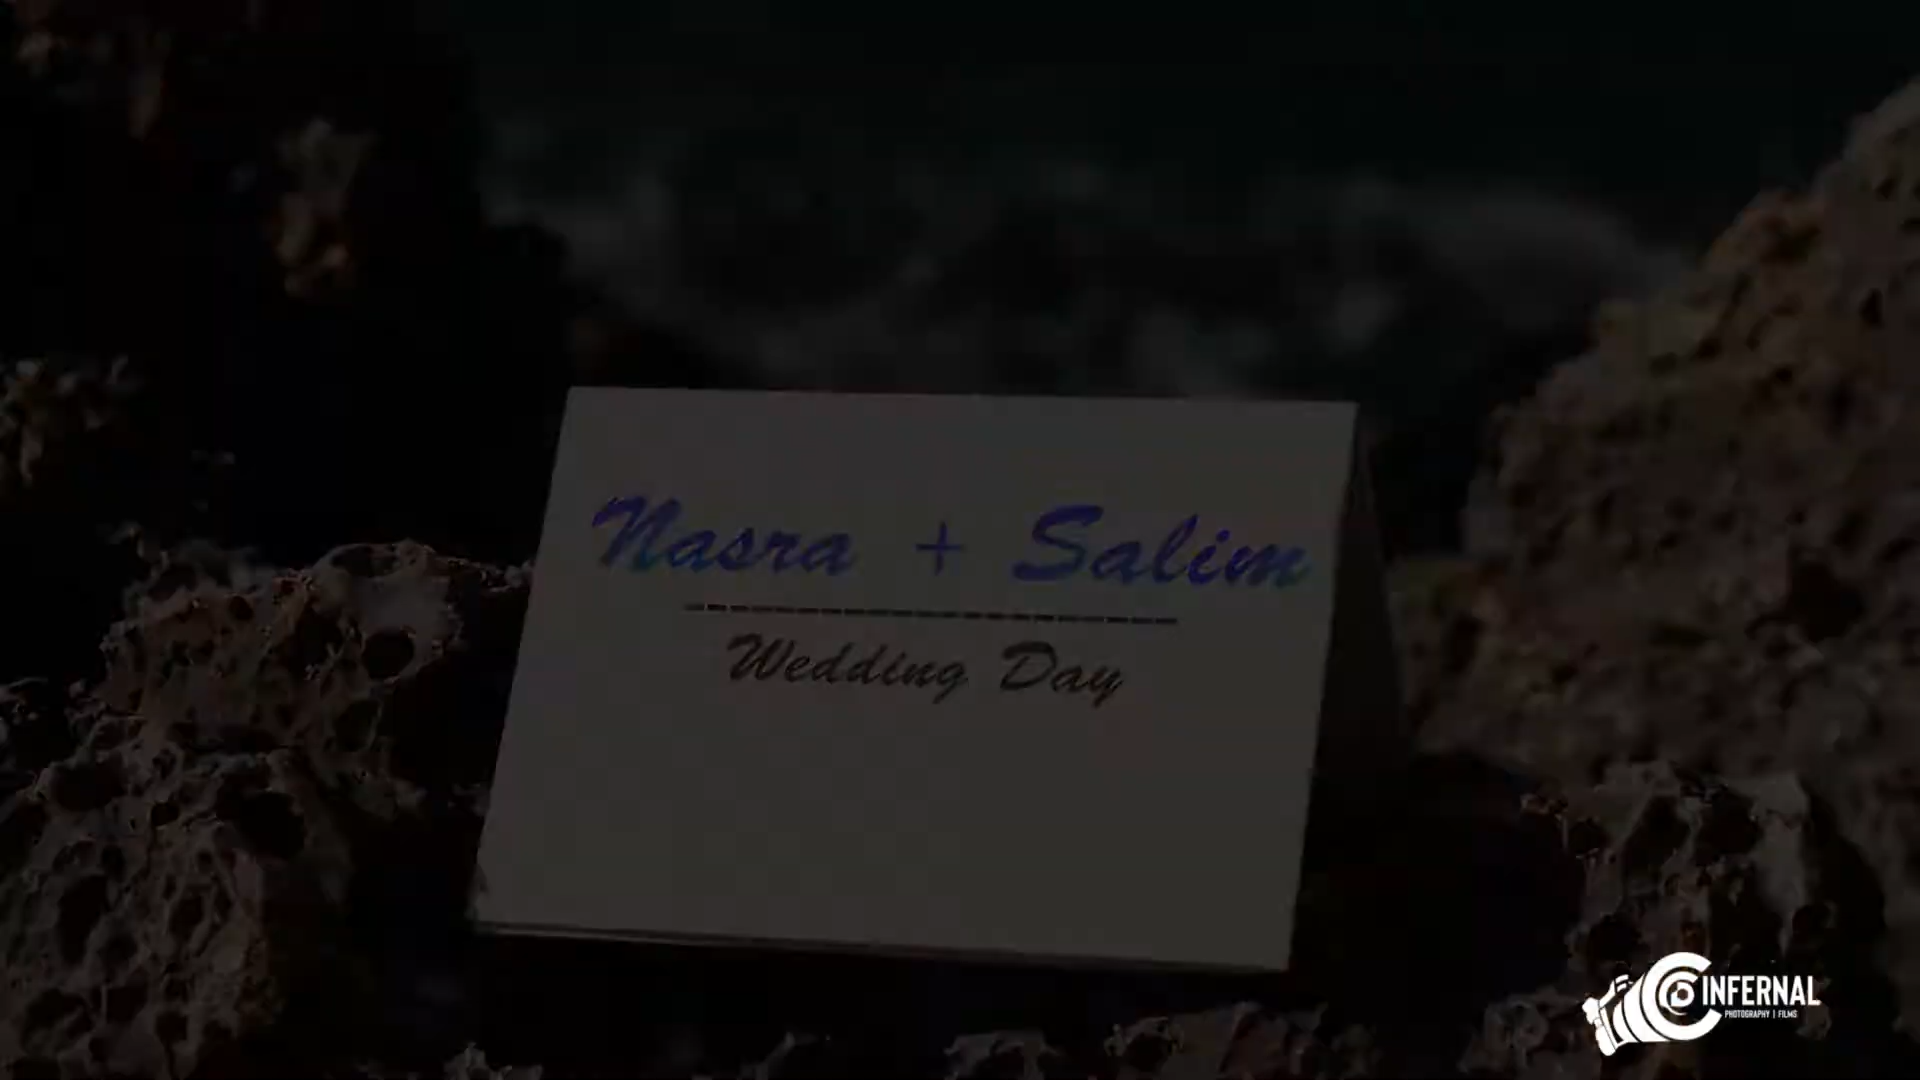 Nasra + Salim
Wedding Day
INFERNAL
PHOTOGRAPHY | FILMS